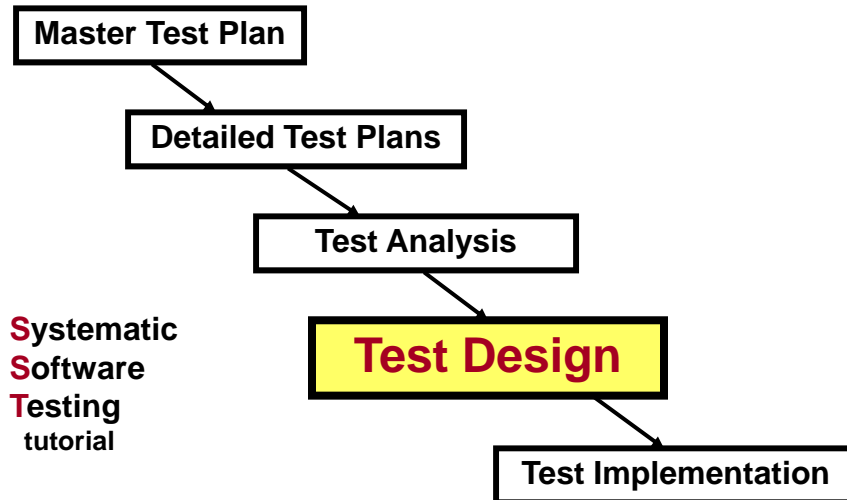 Master Test Plan
Detailed Test Plans
Test Analysis
Systematic
Software
Testing
tutorial
Test Design
Test Implementation